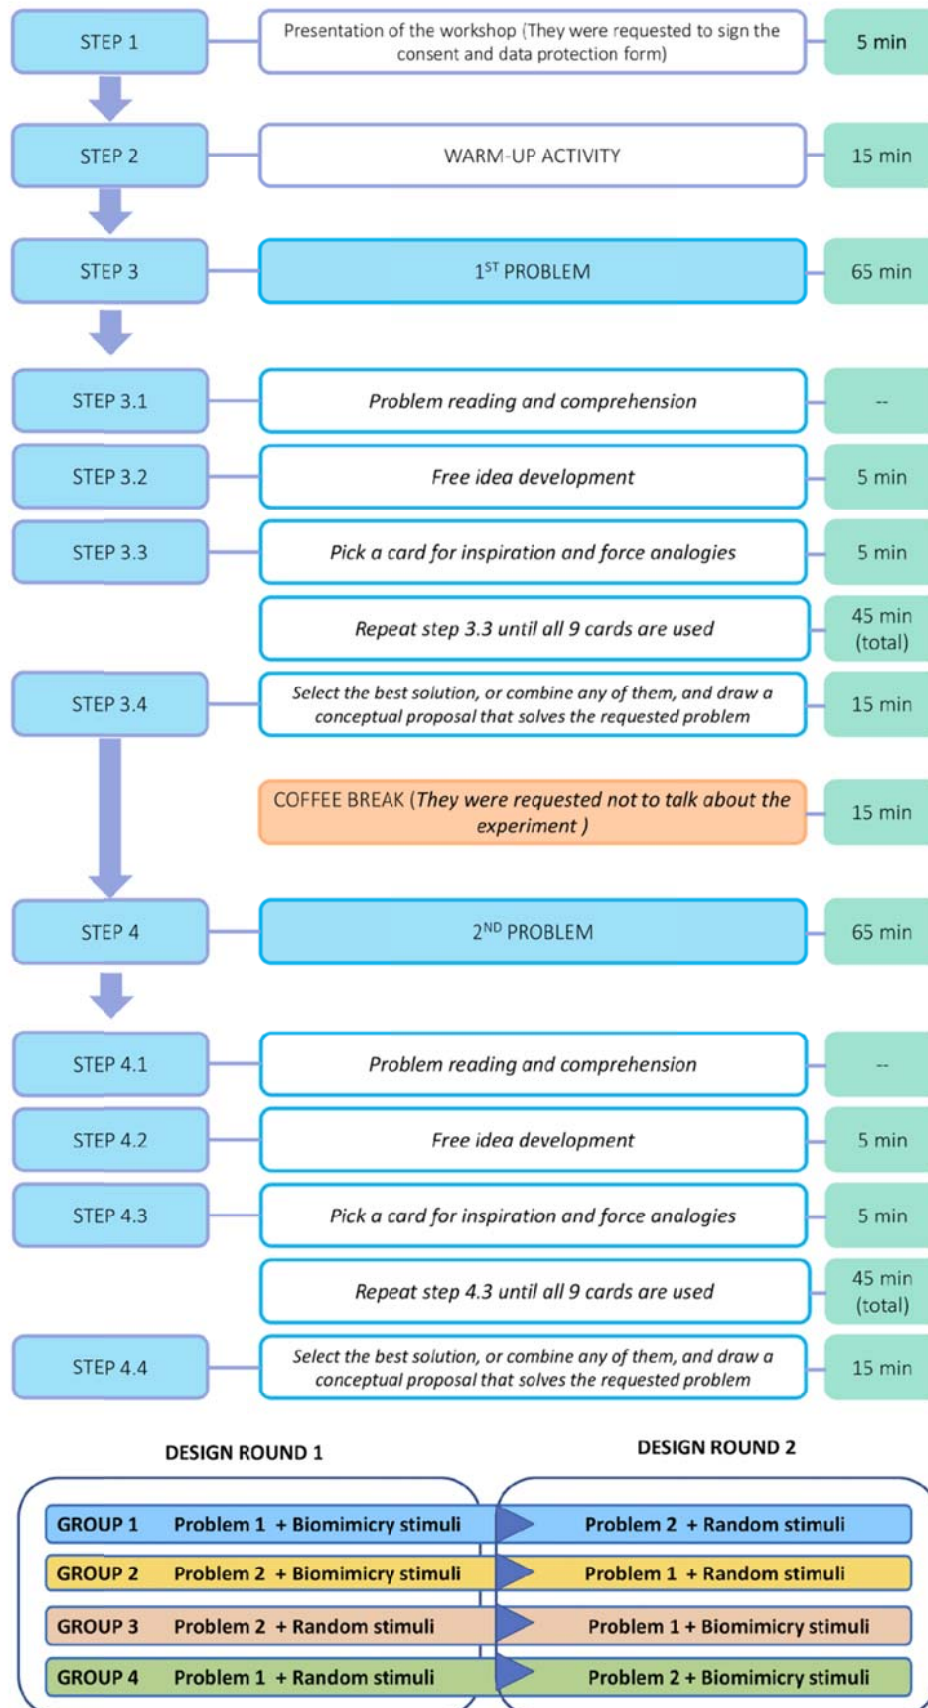 STEP 1
Presentation of the workshop (They were requested to sign the
consent and data protection form)
5 min
STEP 2
WARM-UP ACTIVITY
15 min
STEP 3
1ST PROBLEM
65 min
STEP 3.1
Problem reading and comprehension
--
STEP 3.2
Free idea development
5 min
STEP 3.3
Pick a card for inspiration and force analogies
5 min
Repeat step 3.3 until all 9 cards are used
45 min
(total)
STEP 3.4
Select the best solution, or combine any of them, and draw a
conceptual proposal that solves the requested problem
15 min
COFFEE BREAK (They were requested not to talk about the
experiment )
15 min
STEP 4
2ND PROBLEM
65 min
STEP 4.1
Problem reading and comprehension
--
STEP 4.2
Free idea development
5 min
STEP 4.3
Pick a card for inspiration and force analogies
5 min
Repeat step 4.3 until all 9 cards are used
45 min
(total)
STEP 4.4
Select the best solution, or combine any of them, and draw a
conceptual proposal that solves the requested problem
15 min
DESIGN ROUND 1
DESIGN ROUND 2
GROUP 1 Problem 1 + Biomimicry stimuli Problem 2 + Random stimuli
GROUP 2 Problem 2 + Biomimicry stimuli Problem 1 + Random stimuli
GROUP 3 Problem 2 + Random stimuli Problem 1 + Biomimicry stimuli
GROUP 4 Problem 1 + Random stimuli Problem 2 + Biomimicry stimuli